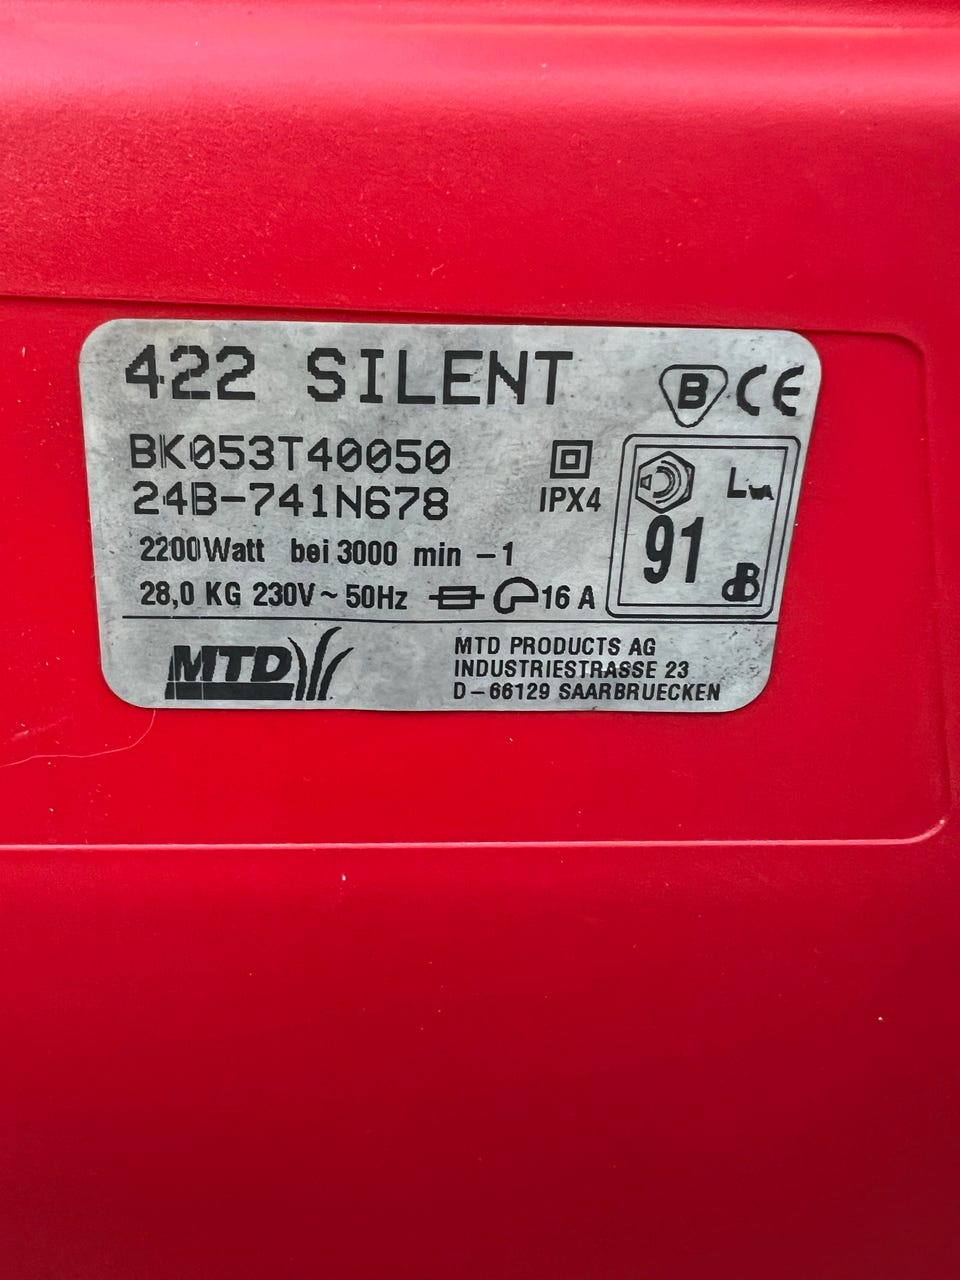 422 SILENT
B CE
BK053T40050
24B-741N678
IPX4
LWA
91
dB
2200Watt bei 3000 min -1
28,0 KG 230V ~ 50Hz 16 A
MTD
MTD PRODUCTS AG
INDUSTRIESTRASSE 23
D-66129 SAARBRUECKEN